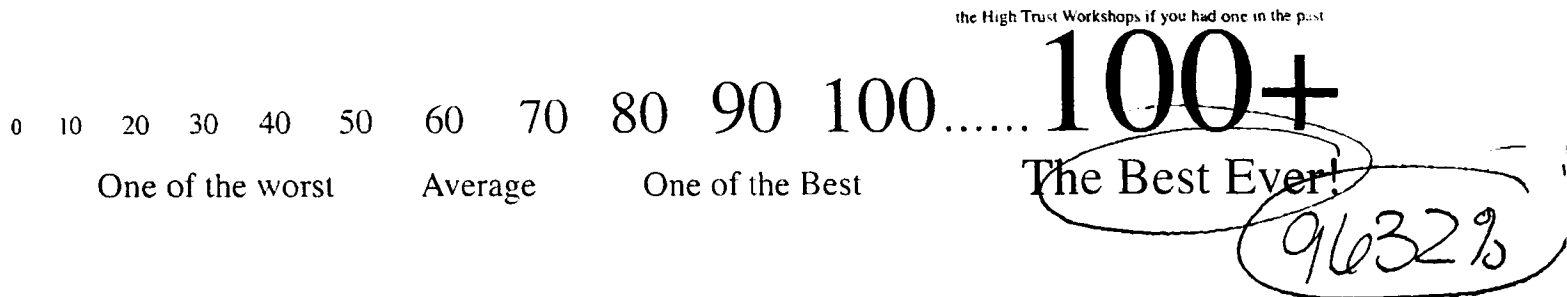 the High Trust Workshops if you had one in the past
0 10 20 30 40 50 60 70 80 90 100...... 100+
One of the worst Average One of the Best The Best Ever!
9632%